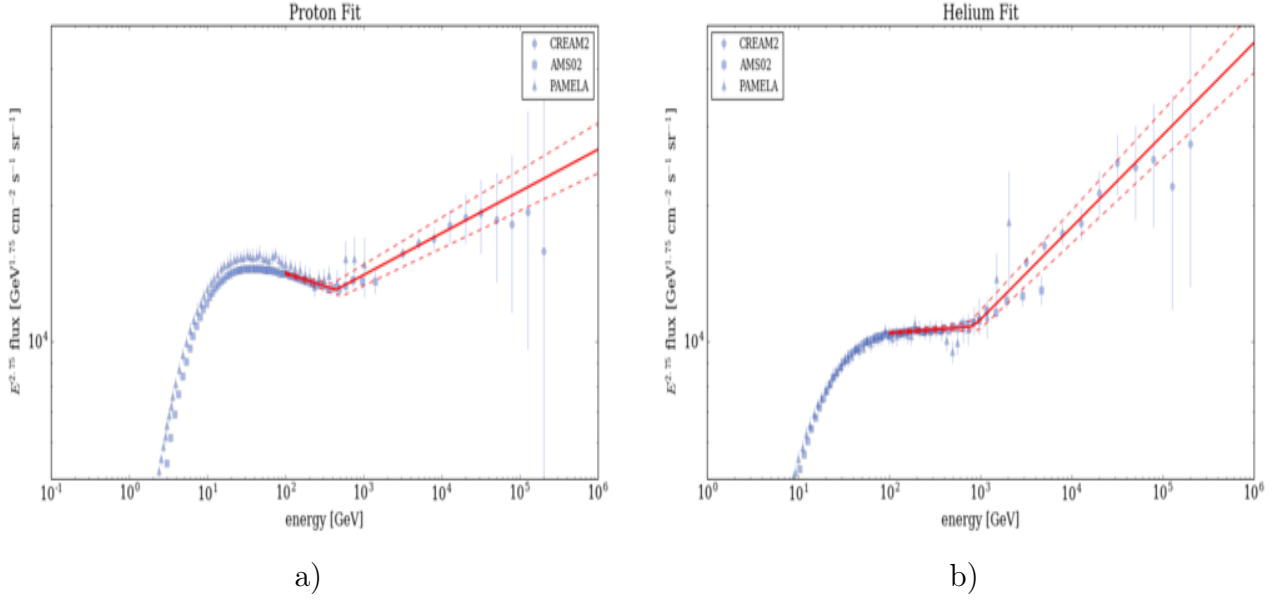 Proton Fit
CREAM2
AMS02
PAMELA
E^2.75 flux [GeV^1.75 cm^−2 s^−1 sr^−1]
10^4
10^-1 10^0 10^1 10^2 10^3 10^4 10^5 10^6
energy [GeV]
a)
Helium Fit
CREAM2
AMS02
PAMELA
E^2.75 flux [GeV^1.75 cm^−2 s^−1 sr^−1]
10^4
10^0 10^1 10^2 10^3 10^4 10^5 10^6
energy [GeV]
b)